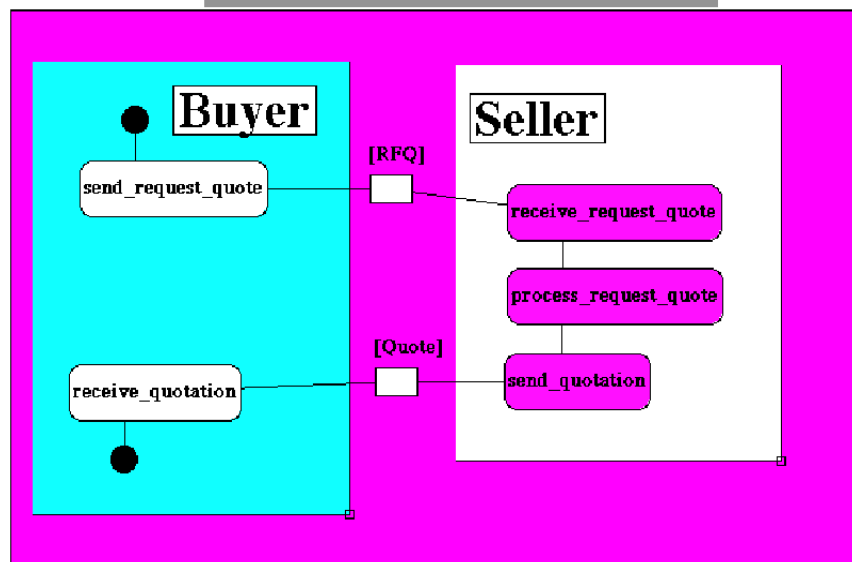 Buyer
Seller
[RFQ]
send_request_quote
receive_request_quote
process_request_quote
[Quote]
send_quotation
receive_quotation